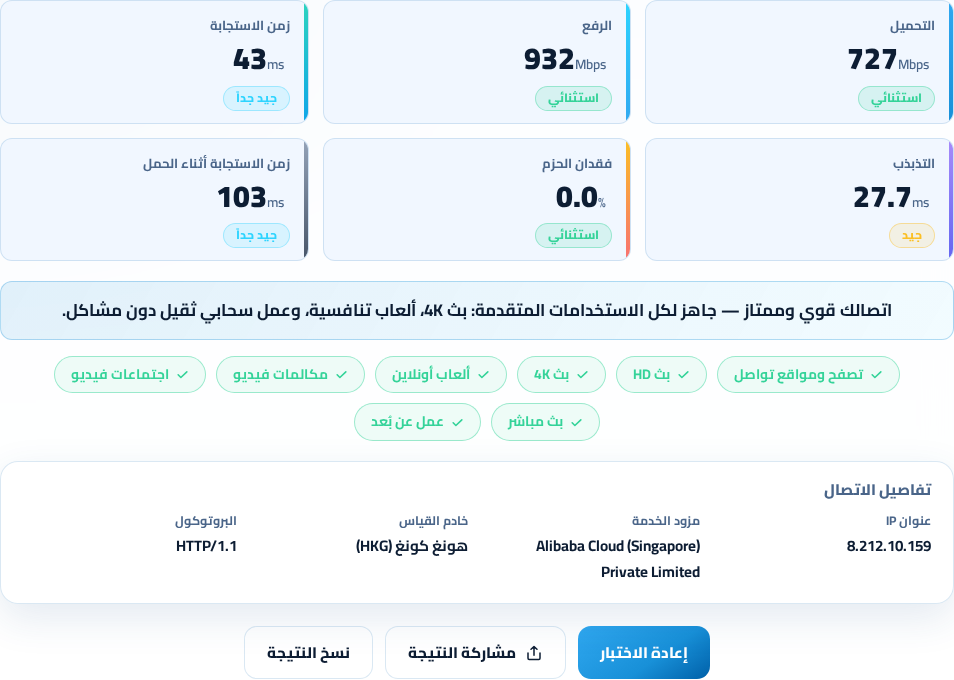 التحميل
727Mbps
استثنائي
الرفع
932Mbps
استثنائي
زمن الاستجابة
43ms
جيد جداً
التذبذب
27.7ms
جيد
فقدان الحزم
0.0%
استثنائي
زمن الاستجابة أثناء الحمل
103ms
جيد جداً
اتصالك قوي وممتاز — جاهز لكل الاستخدامات المتقدمة: بث 4K، ألعاب تنافسية، وعمل سحابي ثقيل دون مشاكل.
✓ تصفح ومواقع تواصل
✓ بث HD
✓ بث 4K
✓ ألعاب أونلاين
✓ مكالمات فيديو
✓ اجتماعات فيديو
✓ بث مباشر
✓ عمل عن بُعد
تفاصيل الاتصال
عنوان IP
8.212.10.159
مزود الخدمة
Alibaba Cloud (Singapore)
Private Limited
خادم القياس
هونغ كونغ (HKG)
البروتوكول
HTTP/1.1
إعادة الاختبار
مشاركة النتيجة
نسخ النتيجة